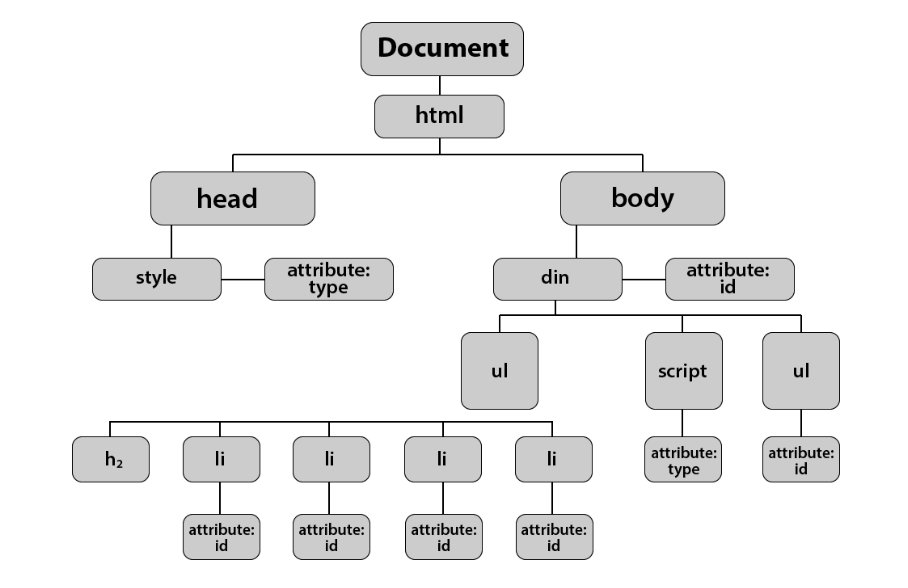 Document
html
head
body
style
attribute:
type
din
attribute:
id
ul
script
ul
h₂
li
li
li
li
attribute:
type
attribute:
id
attribute:
id
attribute:
id
attribute:
id
attribute:
id